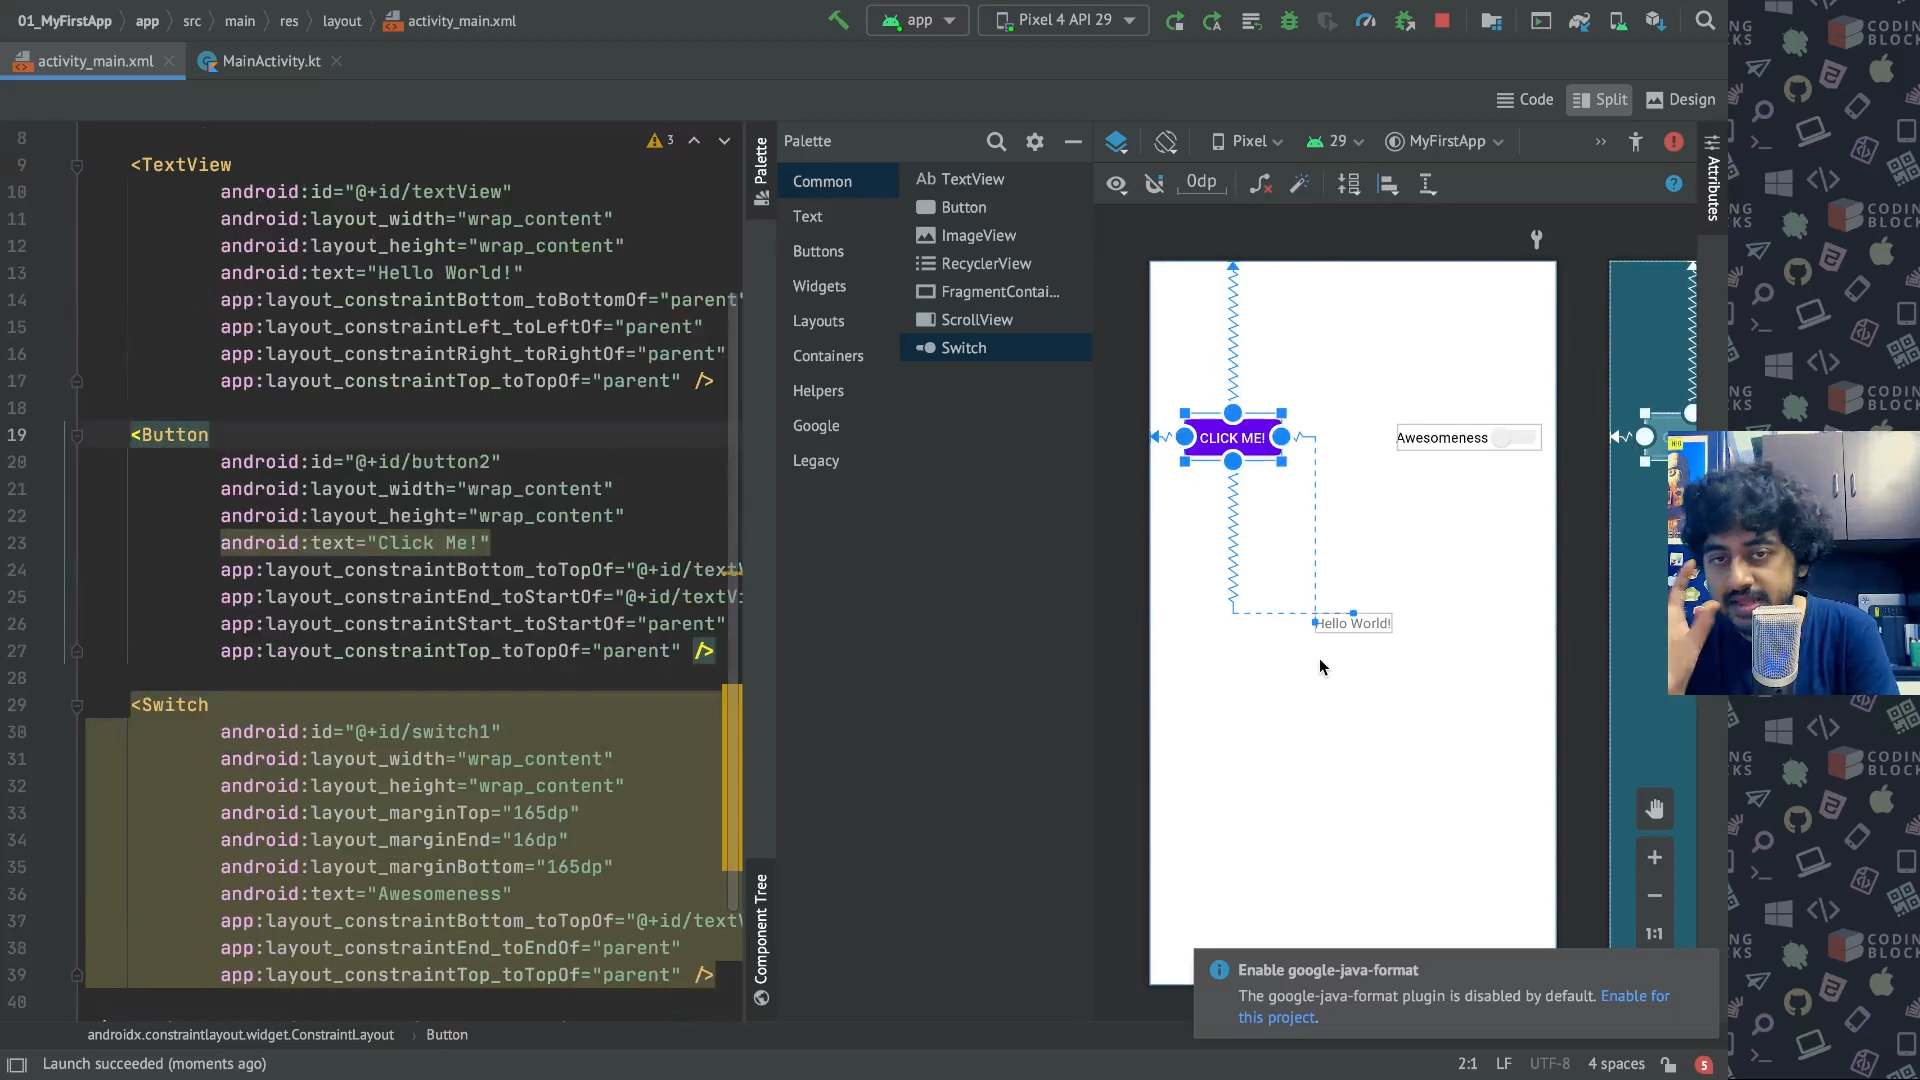 01_MyFirstApp
app
src
main
res
layout
activity_main.xml
app
Pixel 4 API 29
activity_main.xml
MainActivity.kt
Code
Split
Design
8
9 <TextView
10 android:id="@+id/textView"
11 android:layout_width="wrap_content"
12 android:layout_height="wrap_content"
13 android:text="Hello World!"
14 app:layout_constraintBottom_toBottomOf="parent"
15 app:layout_constraintLeft_toLeftOf="parent"
16 app:layout_constraintRight_toRightOf="parent"
17 app:layout_constraintTop_toTopOf="parent" />
18
19 <Button
20 android:id="@+id/button2"
21 android:layout_width="wrap_content"
22 android:layout_height="wrap_content"
23 android:text="Click Me!"
24 app:layout_constraintBottom_toTopOf="@+id/text
25 app:layout_constraintEnd_toStartOf="@+id/textVi
26 app:layout_constraintStart_toStartOf="parent"
27 app:layout_constraintTop_toTopOf="parent" />
28
29 <Switch
30 android:id="@+id/switch1"
31 android:layout_width="wrap_content"
32 android:layout_height="wrap_content"
33 android:layout_marginTop="165dp"
34 android:layout_marginEnd="16dp"
35 android:layout_marginBottom="165dp"
36 android:text="Awesomeness"
37 app:layout_constraintBottom_toTopOf="@+id/text
38 app:layout_constraintEnd_toEndOf="parent"
39 app:layout_constraintTop_toTopOf="parent" />
40
3
Palette
Component Tree
Palette
Common
Text
Buttons
Widgets
Layouts
Containers
Helpers
Google
Legacy
Ab TextView
Button
ImageView
RecyclerView
FragmentContai...
ScrollView
Switch
Pixel
29
MyFirstApp
0dp
Attributes
CLICK ME!
Awesomeness
Hello World!
1:1
Enable google-java-format
The google-java-format plugin is disabled by default. Enable for
this project.
androidx.constraintlayout.widget.ConstraintLayout
Button
Launch succeeded (moments ago)
2:1
LF
UTF-8
4 spaces
5
CODING
BLOCKS